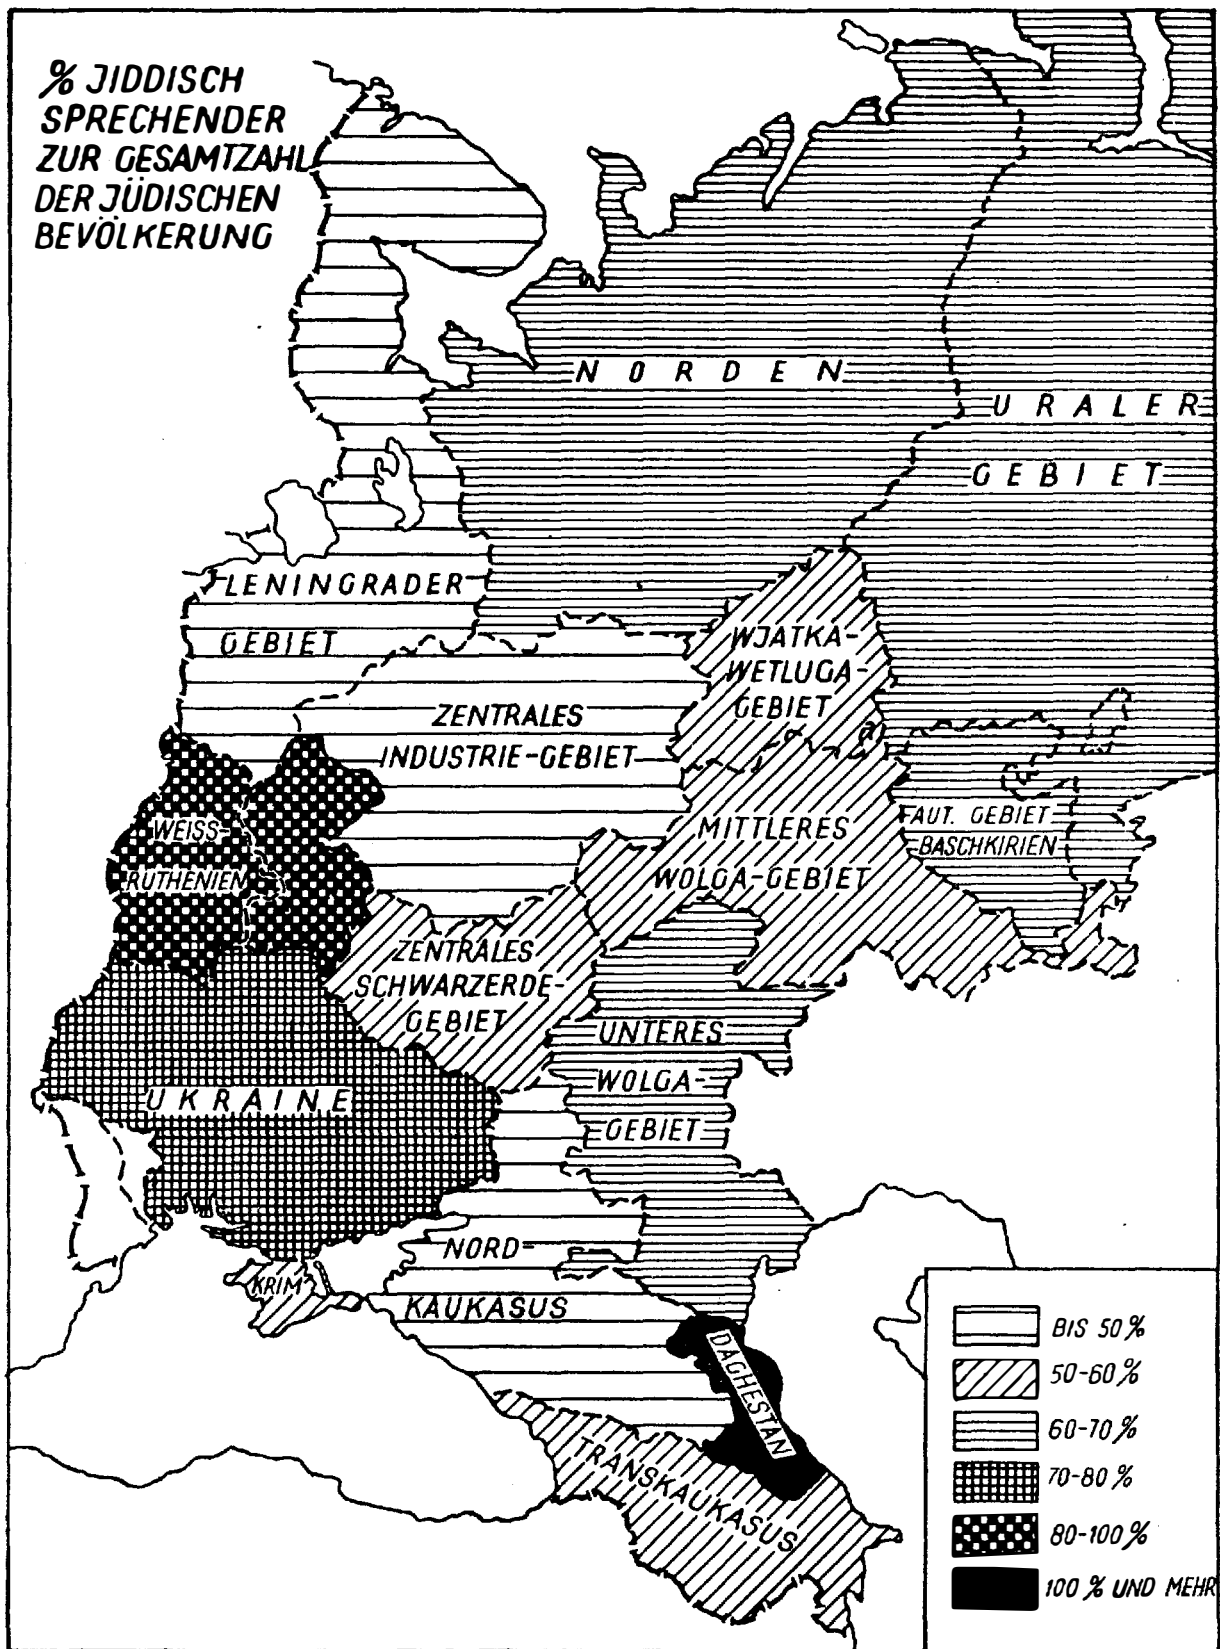 % JIDDISCH
SPRECHENDER
ZUR GESAMTZAHL
DER JÜDISCHEN
BEVÖLKERUNG
NORDEN
URALER
GEBIET
LENINGRADER
GEBIET
WJATKA-
WETLUGA-
GEBIET
ZENTRALES
INDUSTRIE-GEBIET
WEISS-
RUTHENIEN
MITTLERES
WOLGA-GEBIET
AUT. GEBIET
BASCHKIRIEN
ZENTRALES
SCHWARZERDE-
GEBIET
UNTERES
WOLGA-
GEBIET
UKRAINE
NORD-
KAUKASUS
KRIM
DAGHESTAN
TRANSKAUKASUS
BIS 50 %
50-60 %
60-70 %
70-80 %
80-100 %
100 % UND MEHR